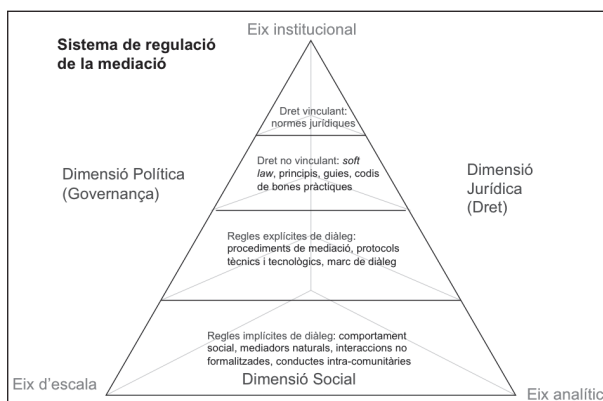 Eix institucional
Sistema de regulació
de la mediació
Dret vinculant:
normes jurídiques
Dret no vinculant: soft
law, principis, guies, codis
de bones pràctiques
Dimensió Política
(Governança)
Dimensió
Jurídica
(Dret)
Regles explícites de diàleg:
procediments de mediació, protocols
tècnics i tecnològics, marc de diàleg
Regles implícites de diàleg: comportament
social, mediadors naturals, interaccions no
formalitzades, conductes intra-comunitàries
Dimensió Social
Eix d’escala
Eix analític